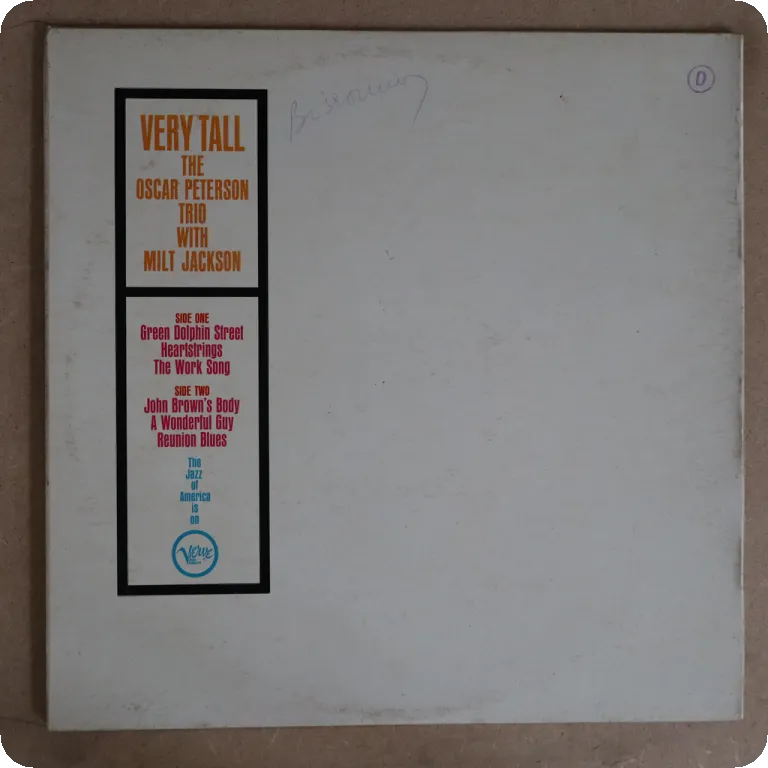 D
VERY TALL
THE
OSCAR PETERSON
TRIO
WITH
MILT JACKSON
SIDE ONE
Green Dolphin Street
Heartstrings
The Work Song
SIDE TWO
John Brown's Body
A Wonderful Guy
Reunion Blues
The
Jazz
of
America
is
on
Verve